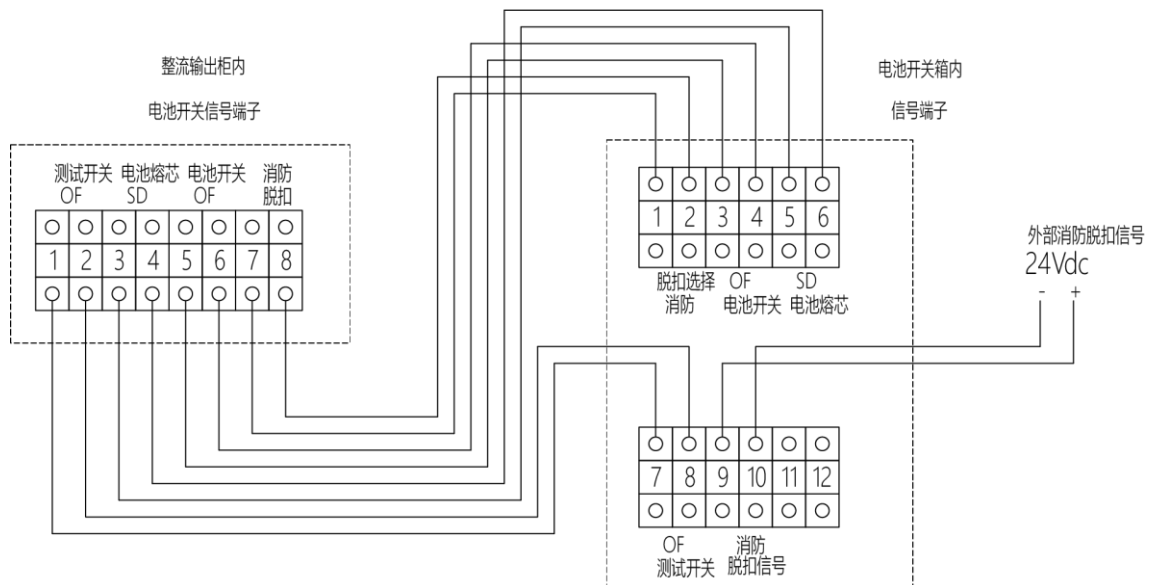 整流输出柜内
电池开关信号端子
电池开关箱内
信号端子
测试开关 电池熔芯 电池开关 消防
OF SD OF 脱扣
1 2 3 4 5 6 7 8
1 2 3 4 5 6
脱扣选择 OF SD
消防 电池开关 电池熔芯
外部消防脱扣信号
24Vdc
- +
7 8 9 10 11 12
OF 消防
测试开关 脱扣信号